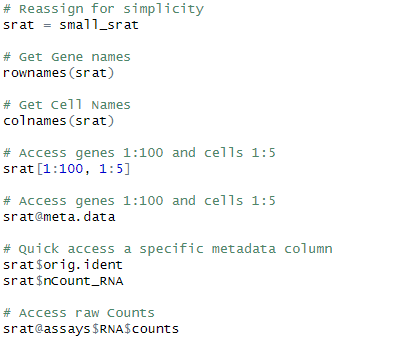 # Reassign for simplicity
srat = small_srat
# Get Gene names
rownames(srat)
# Get Cell Names
colnames(srat)
# Access genes 1:100 and cells 1:5
srat[1:100, 1:5]
# Access genes 1:100 and cells 1:5
srat@meta.data
# Quick access a specific metadata column
srat$orig.ident
srat$nCount_RNA
# Access raw Counts
srat@assays$RNA$counts